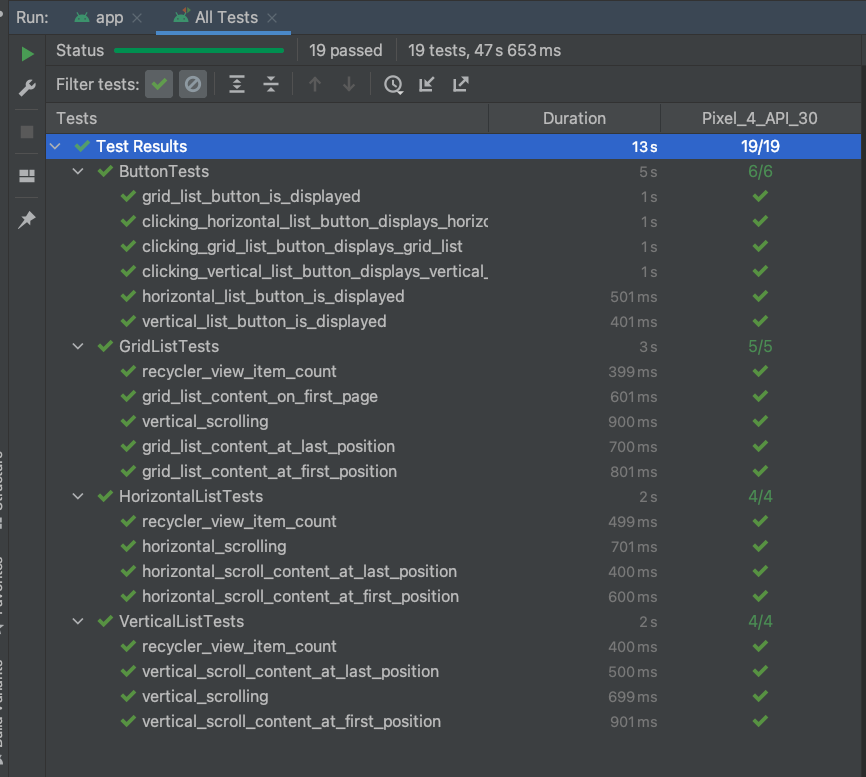 Run: app All Tests
Status 19 passed 19 tests, 47 s 653 ms
Filter tests:
Tests Duration Pixel_4_API_30
Test Results 13 s 19/19
ButtonTests 5 s 6/6
grid_list_button_is_displayed 1 s
clicking_horizontal_list_button_displays_horizo 1 s
clicking_grid_list_button_displays_grid_list 1 s
clicking_vertical_list_button_displays_vertical_ 1 s
horizontal_list_button_is_displayed 501 ms
vertical_list_button_is_displayed 401 ms
GridListTests 3 s 5/5
recycler_view_item_count 399 ms
grid_list_content_on_first_page 601 ms
vertical_scrolling 900 ms
grid_list_content_at_last_position 700 ms
grid_list_content_at_first_position 801 ms
HorizontalListTests 2 s 4/4
recycler_view_item_count 499 ms
horizontal_scrolling 701 ms
horizontal_scroll_content_at_last_position 400 ms
horizontal_scroll_content_at_first_position 600 ms
VerticalListTests 2 s 4/4
recycler_view_item_count 400 ms
vertical_scroll_content_at_last_position 500 ms
vertical_scrolling 699 ms
vertical_scroll_content_at_first_position 901 ms